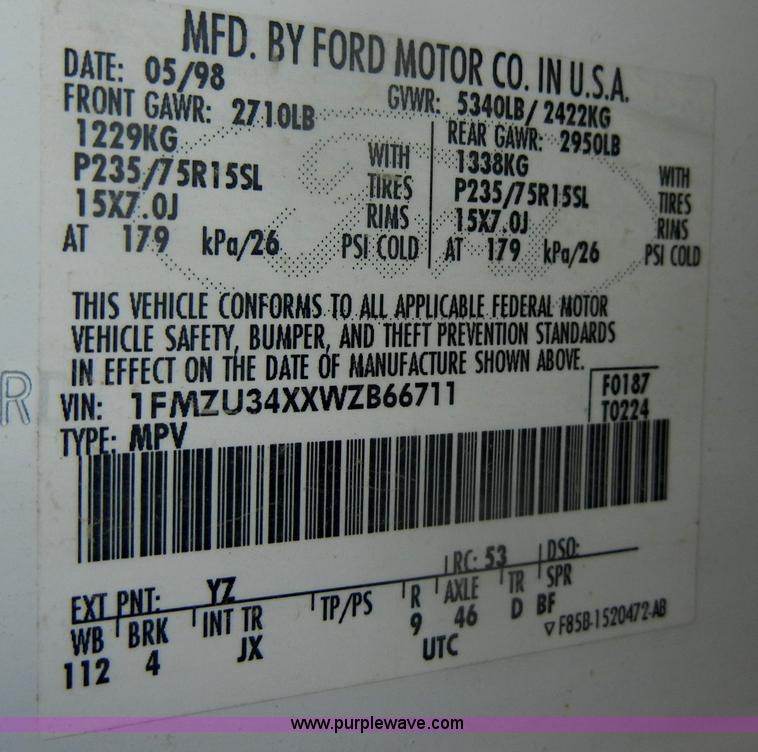 MFD. BY FORD MOTOR CO. IN U.S.A.
DATE: 05/98 GVWR: 5340LB/ 2422KG
FRONT GAWR: 2710LB REAR GAWR: 2950LB
1229KG WITH 1338KG WITH
P235/75R15SL TIRES P235/75R15SL TIRES
15X7.0J RIMS 15X7.0J RIMS
AT 179 kPa/26 PSI COLD AT 179 kPa/26 PSI COLD
THIS VEHICLE CONFORMS TO ALL APPLICABLE FEDERAL MOTOR
VEHICLE SAFETY, BUMPER, AND THEFT PREVENTION STANDARDS
IN EFFECT ON THE DATE OF MANUFACTURE SHOWN ABOVE.
VIN: 1FMZU34XXWZB66711 F0187
TYPE: MPV T0224
EXT PNT: YZ RC: 53 DSO:
WB BRK INT TR TP/PS R AXLE TR SPR
112 4 JX 9 46 D BF
UTC ▽ F85B-1520472-AB
www.purplewave.com